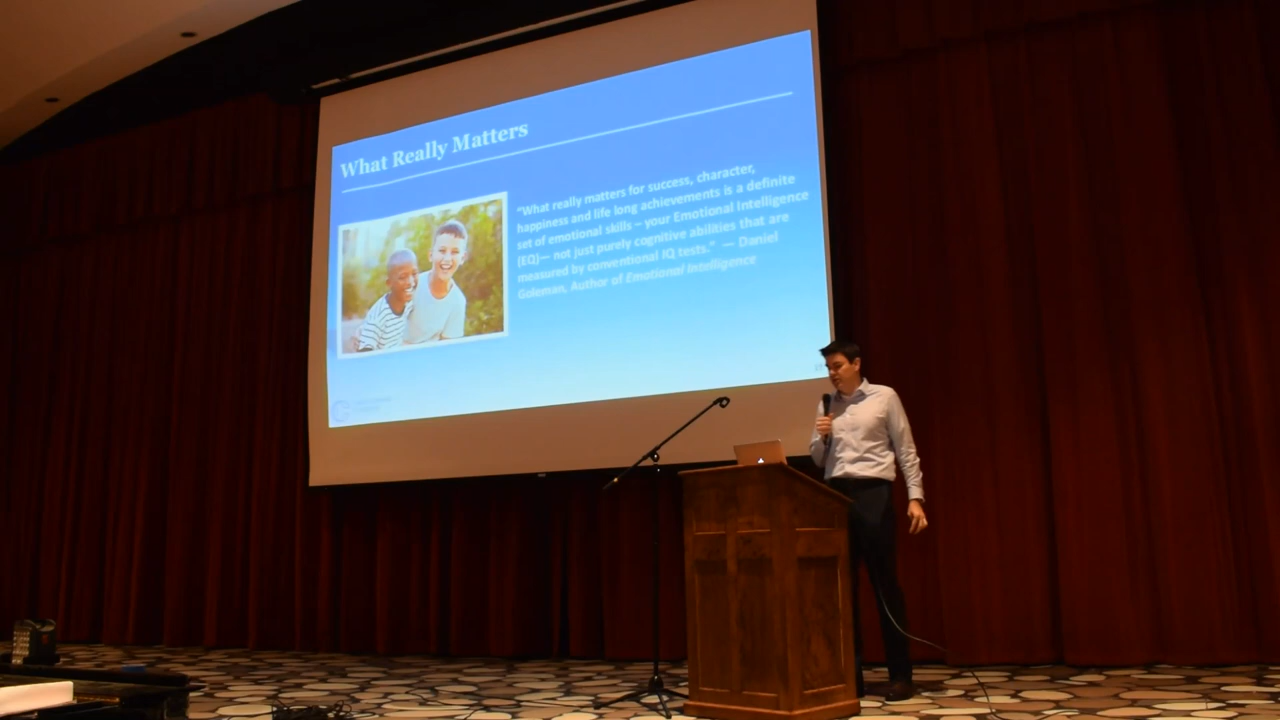 What Really Matters
"What really matters for success, character,
happiness and life long achievements is a definite
set of emotional skills – your Emotional Intelligence
(EQ)— not just purely cognitive abilities that are
measured by conventional IQ tests." — Daniel
Goleman, Author of Emotional Intelligence